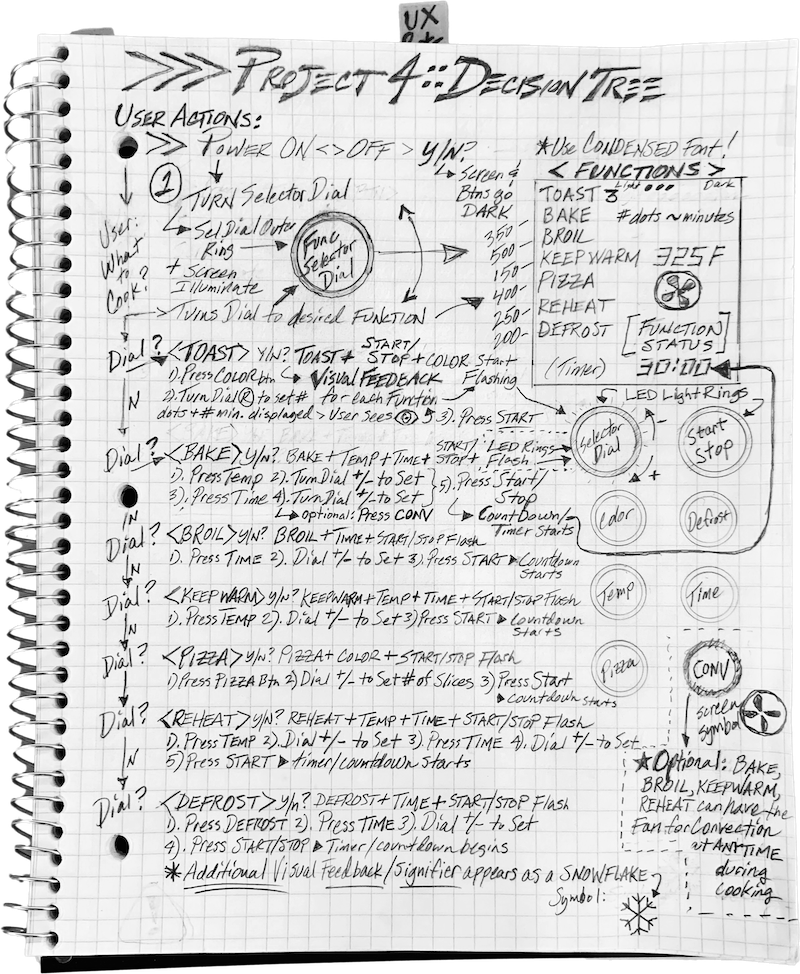 UX
>>> PROJECT 4::DECISION TREE
USER ACTIONS:
>> POWER ON <> OFF > Y/N?
↳ Screen &
Btns go
DARK
*Use CONDENSED Font!
< FUNCTIONS >
TOAST 3 Light ••• Dark
BAKE # dots ~ minutes
BROIL
KEEP WARM 325F
PIZZA
REHEAT
DEFROST [FUNCTION
STATUS]
(Timer) 30:00
350-
500-
150-
400-
250-
200-
User:
What
to
Cook?
① TURN Selector Dial
↳ Sel Dial Outer
Ring →
+ Screen
Illuminate
Func
Selector
Dial
→ Turns Dial to desired FUNCTION
Dial? <TOAST> Y/N? TOAST + START/
STOP + COLOR Start
Flashing
1). Press COLOR btn ↳ VISUAL FEEDBACK
2). Turn Dial to set # for each Function
dots + # min. displayed > User sees 5 3). Press START
N
Dial? <BAKE> Y/N? BAKE + TEMP + TIME + START/
STOP + LED Rings
Flash
1). Press Temp 2). Turn Dial +/- to Set
3). Press Time 4). Turn Dial +/- to Set
5). Press Start/
Stop
↳ optional: Press CONV
↳ CountDown/
Timer Starts
N
Dial? <BROIL> Y/N? BROIL + TIME + START/STOP Flash
1). Press TIME 2). Dial +/- to Set 3). Press START ▶ Countdown
Starts
N
Dial? <KEEP WARM> Y/N? KEEP WARM + TEMP + TIME + START/STOP Flash
1). Press TEMP 2). Dial +/- to Set 3) Press START ▶ Countdown
starts
N
Dial? <PIZZA> Y/N? PIZZA + COLOR + START/STOP Flash
1) Press PIZZA Btn 2) Dial +/- to Set # of Slices 3) Press Start
▶ countdown starts
Dial? <REHEAT> Y/N? REHEAT + TEMP + TIME + START/STOP Flash
1). Press TEMP 2). Dial +/- to Set 3). Press TIME 4). Dial +/- to Set
5) Press START ▶ timer/countdown starts
N
Dial? <DEFROST> Y/N? DEFROST + TIME + START/STOP Flash
1). Press DEFROST 2). Press TIME 3). Dial +/- to Set
4). Press START/STOP ▶ Timer/countdown begins
* Additional Visual Feedback/Signifier appears as a SNOWFLAKE
Symbol:
LED Light Rings
Selector
Dial
- +
Start
Stop
Color
Defrost
Temp
Time
Pizza
CONV
screen
symbol
★Optional: BAKE,
BROIL, KEEP WARM,
REHEAT can have the
Fan for Convection
at ANYTIME
during
cooking